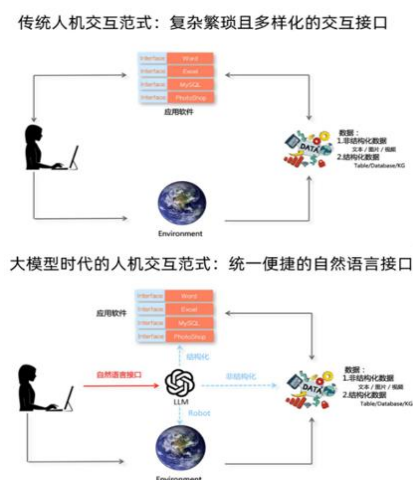 传统人机交互范式：复杂繁琐且多样化的交互接口
Interface Word
Interface Excel
Interface MySQL
Interface PhotoShop
应用软件
数据：
1.非结构化数据
文本 / 图片 / 视频
2.结构化数据
Table/Database/KG
DATA
Environment
大模型时代的人机交互范式：统一便捷的自然语言接口
Interface Word
Interface Excel
Interface MySQL
Interface PhotoShop
应用软件
结构化
自然语言接口
非结构化
LLM
数据：
1.非结构化数据
文本 / 图片 / 视频
2.结构化数据
Table/Database/KG
DATA
Robot
Environment